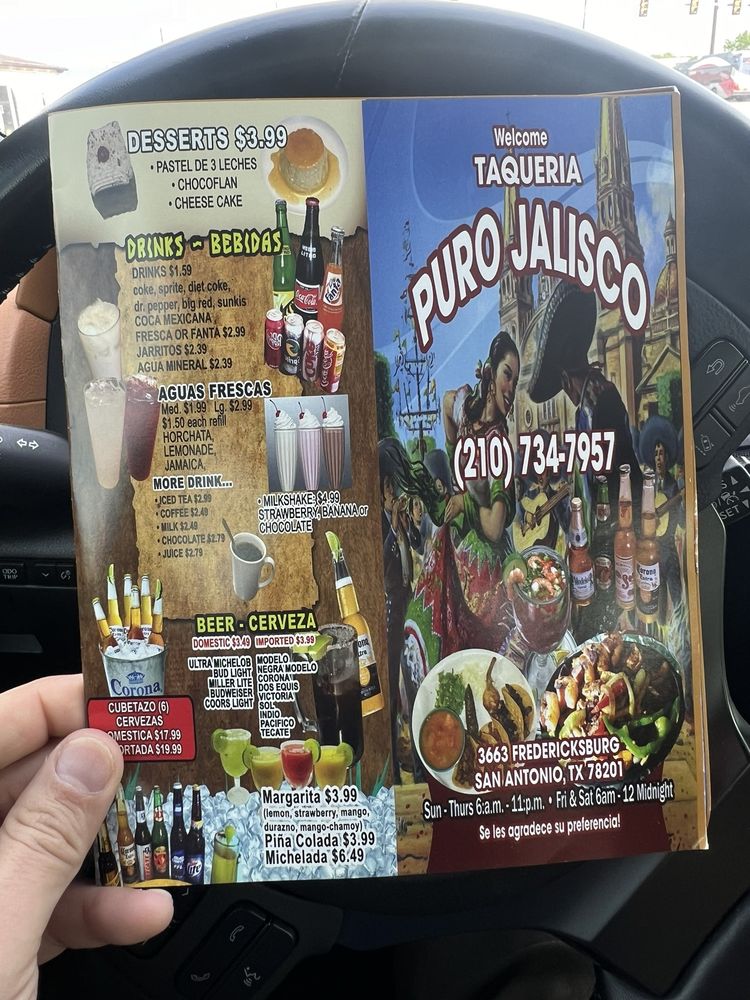 DESSERTS $3.99
• PASTEL DE 3 LECHES
• CHOCOFLAN
• CHEESE CAKE
DRINKS - BEBIDAS
DRINKS $1.59
coke, sprite, diet coke,
dr. pepper, big red, sunkis
COCA MEXICANA
FRESCA OR FANTA $2.99
JARRITOS $2.39
AGUA MINERAL $2.39
AGUAS FRESCAS
Med. $1.99 Lg. $2.99
$1.50 each refill
HORCHATA,
LEMONADE,
JAMAICA,
MORE DRINK...
• ICED TEA $2.99
• COFFEE $2.49
• MILK $2.49
• CHOCOLATE $2.79
• JUICE $2.79
• MILKSHAKE: $4.99
STRAWBERRY, BANANA or
CHOCOLATE
BEER - CERVEZA
DOMESTIC $3.49
ULTRA MICHELOB
BUD LIGHT
MILLER LITE
BUDWEISER
COORS LIGHT
IMPORTED $3.99
MODELO
NEGRA MODELO
CORONA
DOS EQUIS
VICTORIA
SOL
INDIO
PACIFICO
TECATE
Corona
CUBETAZO (6)
CERVEZAS
OMESTICA $17.99
ORTADA $19.99
Margarita $3.99
(lemon, strawberry, mango,
durazno, mango-chamoy)
Piña Colada $3.99
Michelada $6.49
Welcome
TAQUERIA
PURO JALISCO
(210) 734-7957
3663 FREDERICKSBURG
SAN ANTONIO, TX 78201
Sun - Thurs 6:a.m. - 11:p.m. • Fri & Sat 6am - 12 Midnight
Se les agradece su preferencia!
Coca-Cola
Fanta
Corona
Extra
SET